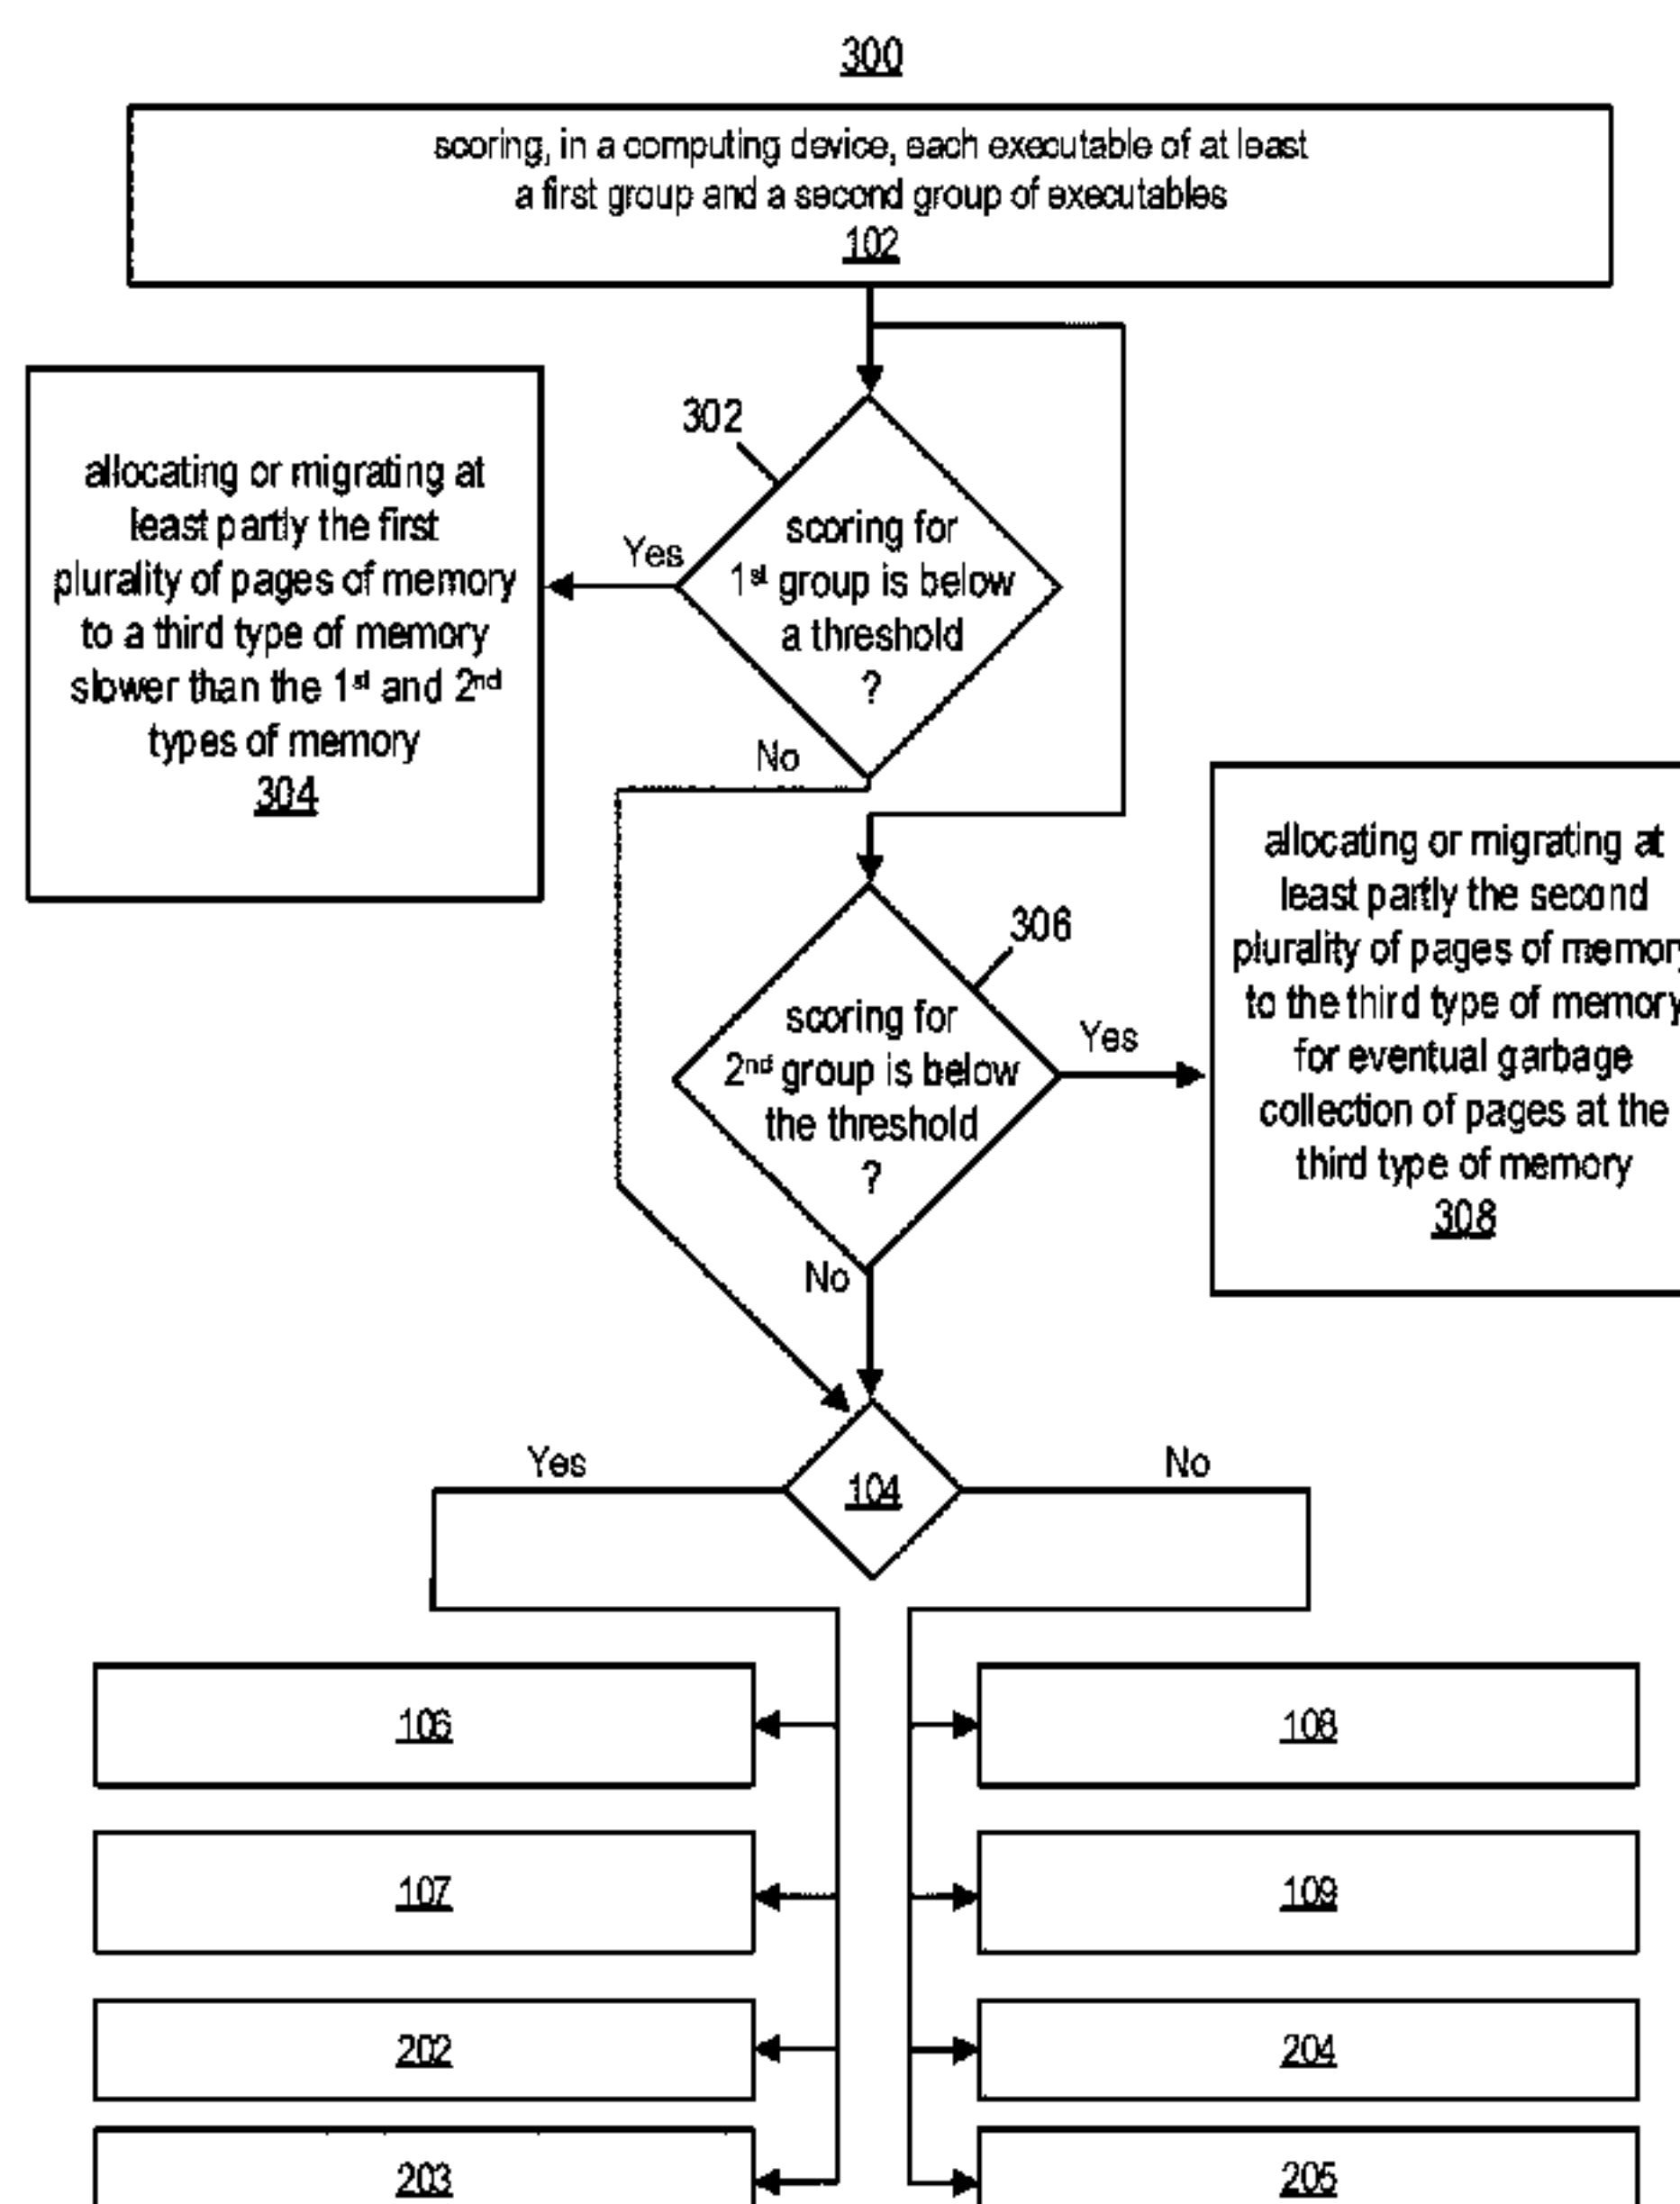 300
scoring, in a computing device, each executable of at least
a first group and a second group of executables
102
302
allocating or migrating at
least partly the first
plurality of pages of memory
to a third type of memory
slower than the 1st and 2nd
types of memory
304
Yes
scoring for
1st group is below
a threshold
?
No
306
scoring for
2nd group is below
the threshold
?
Yes
allocating or migrating at
least partly the second
plurality of pages of memory
to the third type of memory
for eventual garbage
collection of pages at the
third type of memory
308
No
Yes
104
No
106
108
107
109
202
204
203
205